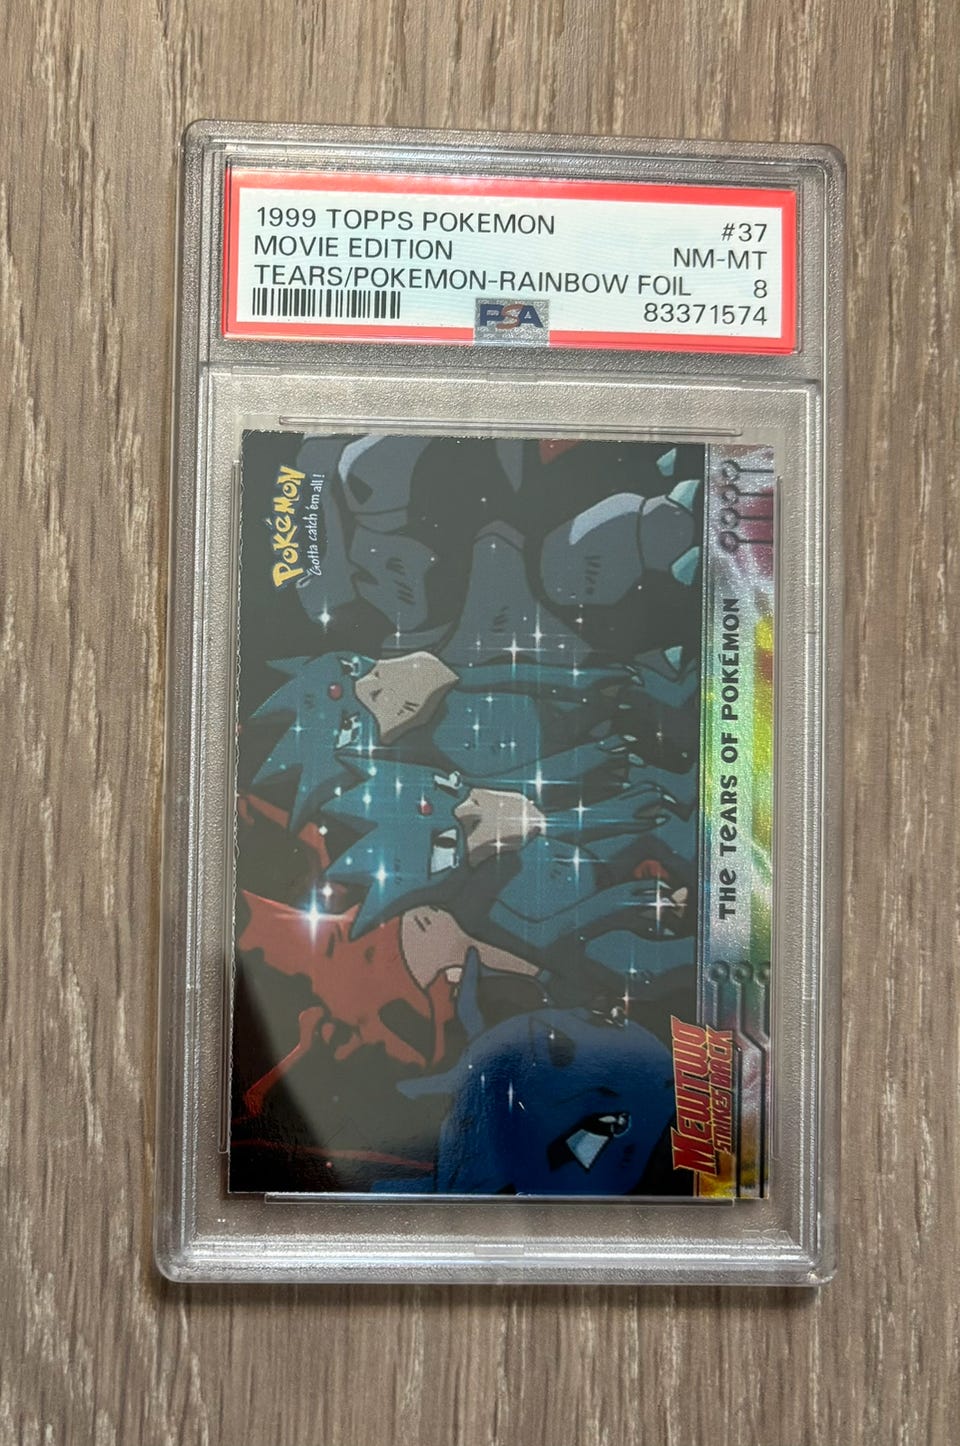 1999 TOPPS POKEMON #37
MOVIE EDITION NM-MT
TEARS/POKEMON-RAINBOW FOIL 8
PSA 83371574
POKéMON
Gotta catch 'em all!
THE TEARS OF POKÉMON
MEWTWO
STRIKES BACK